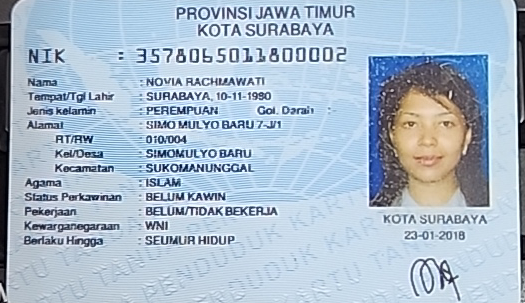 PROVINSI JAWA TIMUR
KOTA SURABAYA
NIK : 3578065011800002
Nama : NOVIA RACHMAWATI
Tempat/Tgl Lahir : SURABAYA, 10-11-1980
Jenis kelamin : PEREMPUAN Gol. Darah :
Alamat : SIMO MULYO BARU 7-J/1
RT/RW : 010/004
Kel/Desa : SIMOMULYO BARU
Kecamatan : SUKOMANUNGGAL
Agama : ISLAM
Status Perkawinan : BELUM KAWIN
Pekerjaan : BELUM/TIDAK BEKERJA
Kewarganegaraan : WNI
Berlaku Hingga : SEUMUR HIDUP
KOTA SURABAYA
23-01-2018